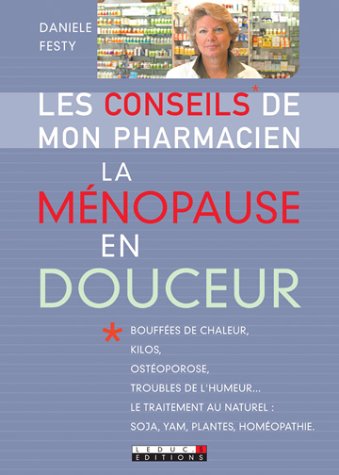 DANIELE
FESTY
LES CONSEILS* DE
MON PHARMACIEN
LA
MÉNOPAUSE
EN
DOUCEUR
* BOUFFÉES DE CHALEUR,
KILOS,
OSTÉOPOROSE,
TROUBLES DE L'HUMEUR...
LE TRAITEMENT AU NATUREL :
SOJA, YAM, PLANTES, HOMÉOPATHIE.
LEDUC.S
EDITIONS